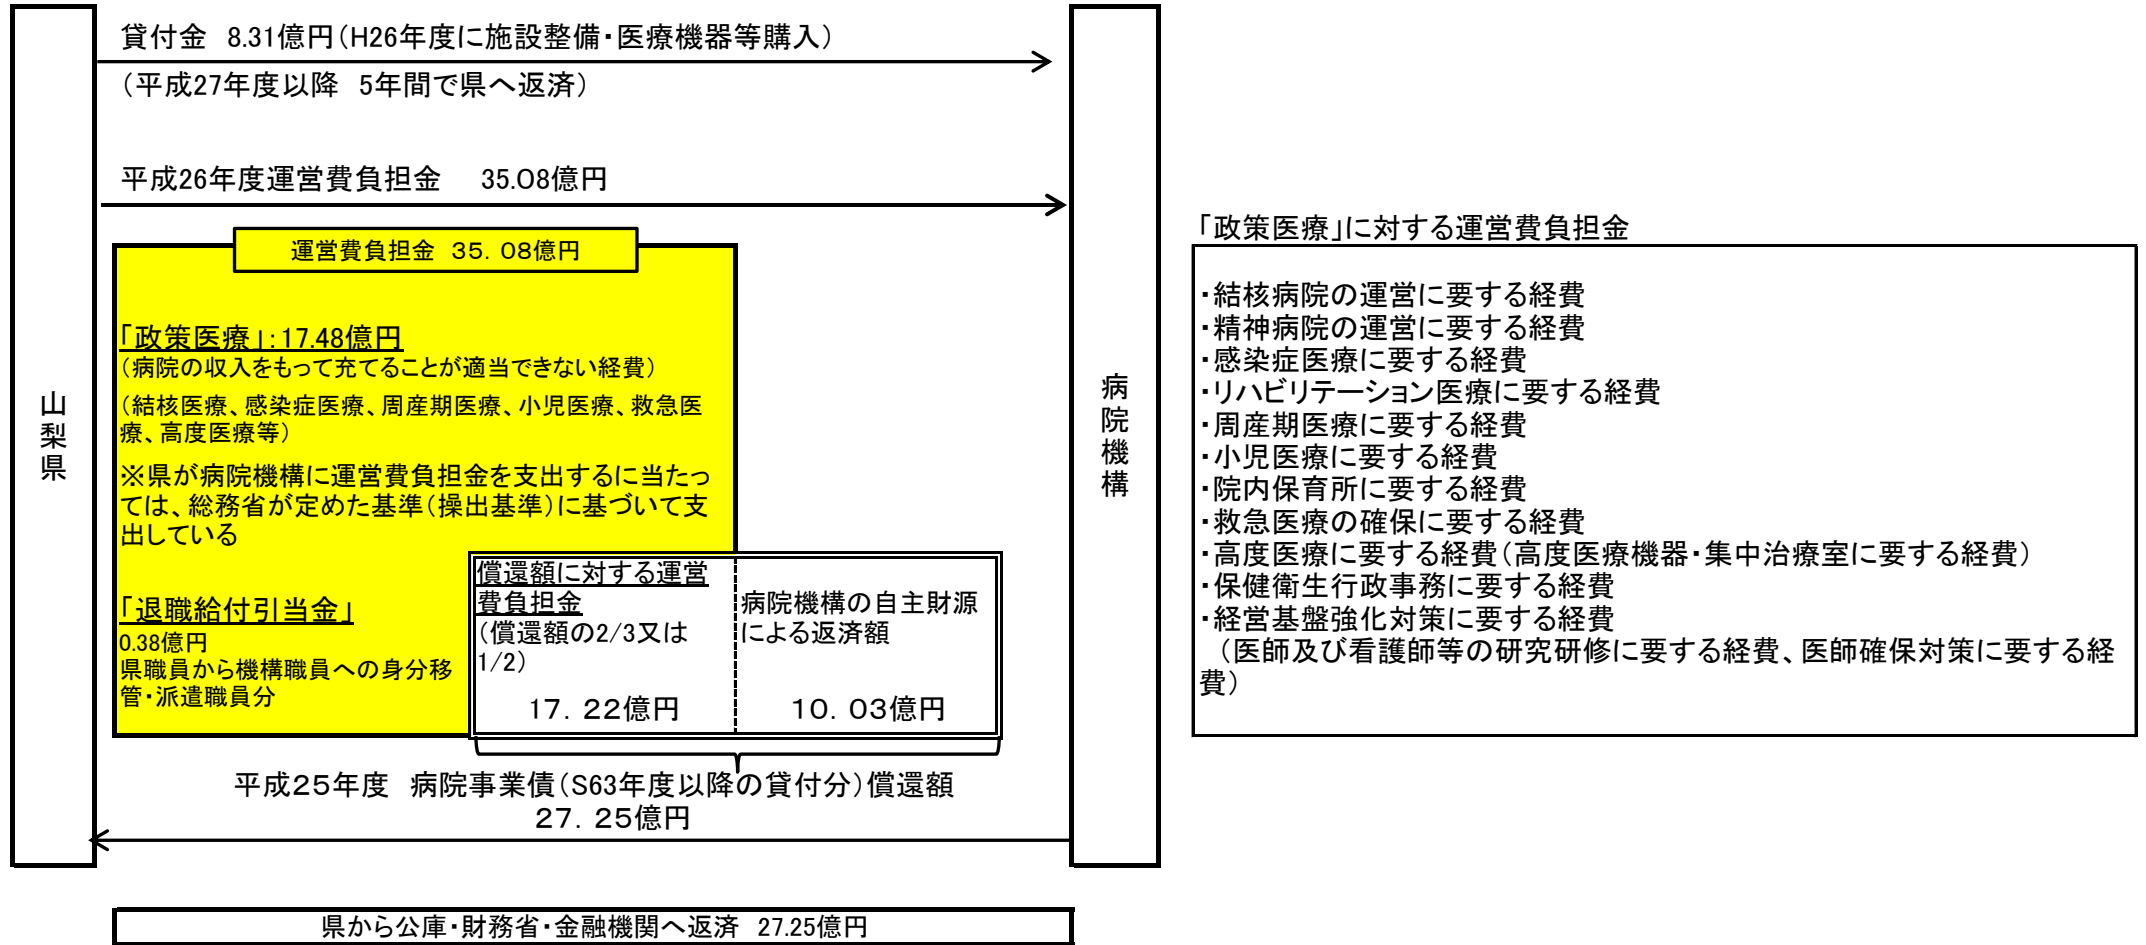 山梨県
貸付金 8.31億円（H26年度に施設整備・医療機器等購入）
（平成27年度以降 5年間で県へ返済）
平成26年度運営費負担金 35.08億円
運営費負担金 35．08億円
「政策医療」：17.48億円
（病院の収入をもって充てることが適当できない経費）
（結核医療、感染症医療、周産期医療、小児医療、救急医
療、高度医療等）
※県が病院機構に運営費負担金を支出するに当たっ
ては、総務省が定めた基準（操出基準）に基づいて支
出している
「退職給付引当金」
0.38億円
県職員から機構職員への身分移
管・派遣職員分
償還額に対する運営
費負担金
（償還額の2/3又は
1/2）
17．22億円
病院機構の自主財源
による返済額
10．03億円
平成２５年度 病院事業債（S63年度以降の貸付分）償還額
27．25億円
病院機構
「政策医療」に対する運営費負担金
・結核病院の運営に要する経費
・精神病院の運営に要する経費
・感染症医療に要する経費
・リハビリテーション医療に要する経費
・周産期医療に要する経費
・小児医療に要する経費
・院内保育所に要する経費
・救急医療の確保に要する経費
・高度医療に要する経費（高度医療機器・集中治療室に要する経費）
・保健衛生行政事務に要する経費
・経営基盤強化対策に要する経費
（医師及び看護師等の研究研修に要する経費、医師確保対策に要する経
費）
県から公庫・財務省・金融機関へ返済 27.25億円